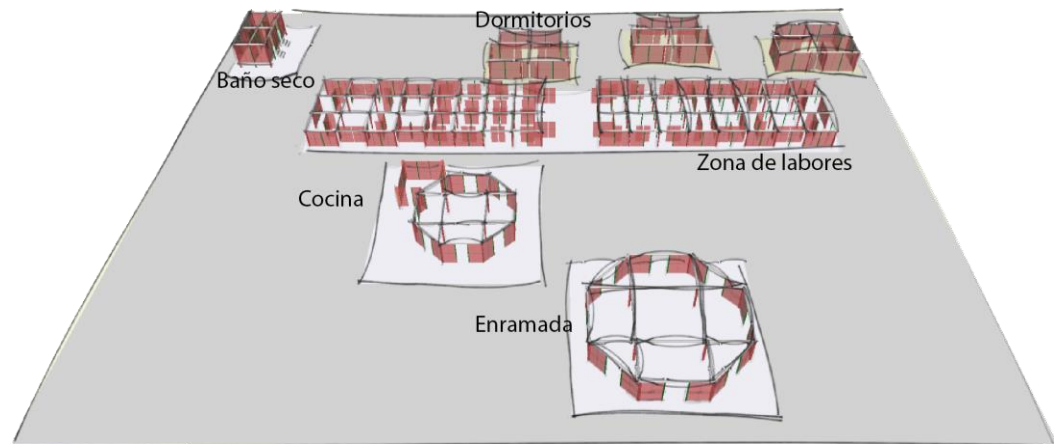 Dormitorios
Baño seco
Zona de labores
Cocina
Enramada